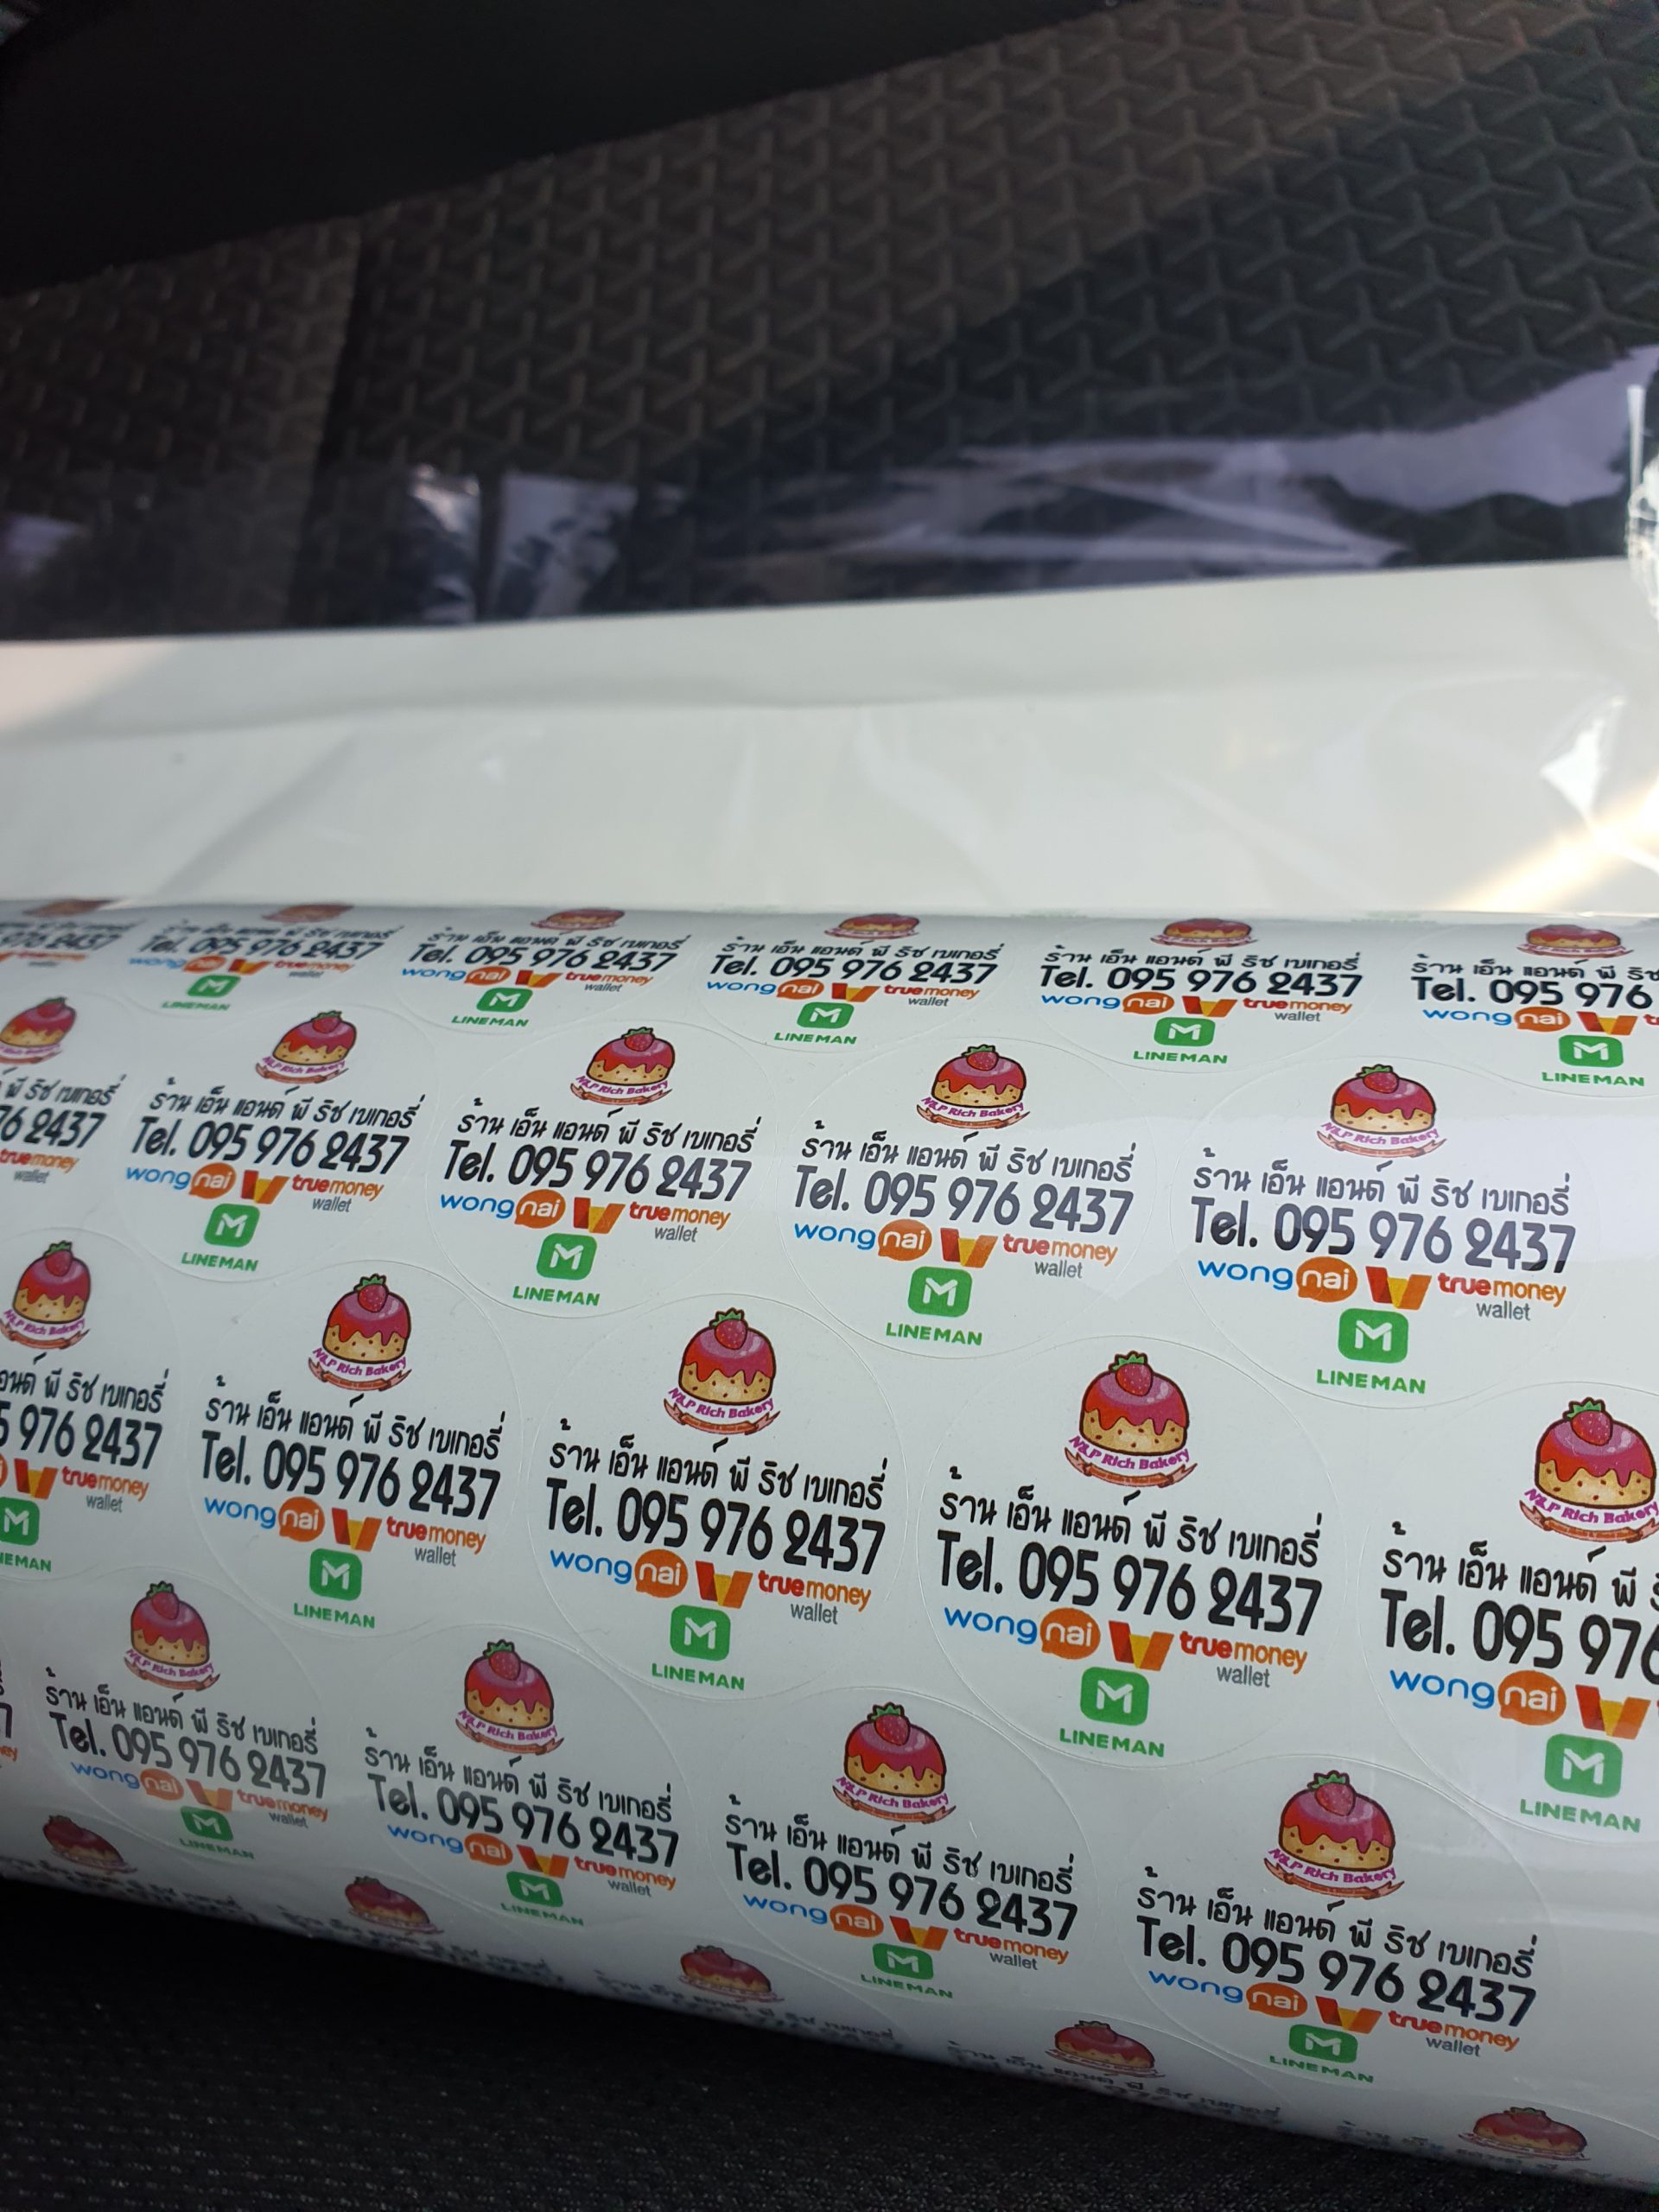 N&P Rich Bakery
ร้าน เอ็น แอนด์ พี ริช เบเกอรี่
Tel. 095 976 2437
wongnai truemoney
wallet
LINEMAN